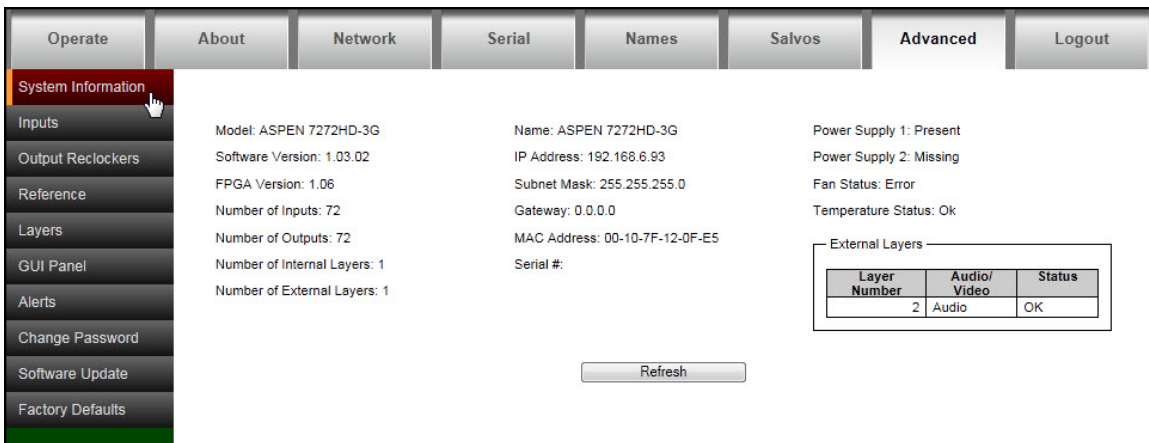 Operate About Network Serial Names Salvos Advanced Logout
System Information
Inputs
Output Reclockers
Reference
Layers
GUI Panel
Alerts
Change Password
Software Update
Factory Defaults
Model: ASPEN 7272HD-3G
Software Version: 1.03.02
FPGA Version: 1.06
Number of Inputs: 72
Number of Outputs: 72
Number of Internal Layers: 1
Number of External Layers: 1
Name: ASPEN 7272HD-3G
IP Address: 192.168.6.93
Subnet Mask: 255.255.255.0
Gateway: 0.0.0.0
MAC Address: 00-10-7F-12-0F-E5
Serial #:
Power Supply 1: Present
Power Supply 2: Missing
Fan Status: Error
Temperature Status: Ok
External Layers
Layer Number Audio/ Video Status
2 Audio OK
Refresh